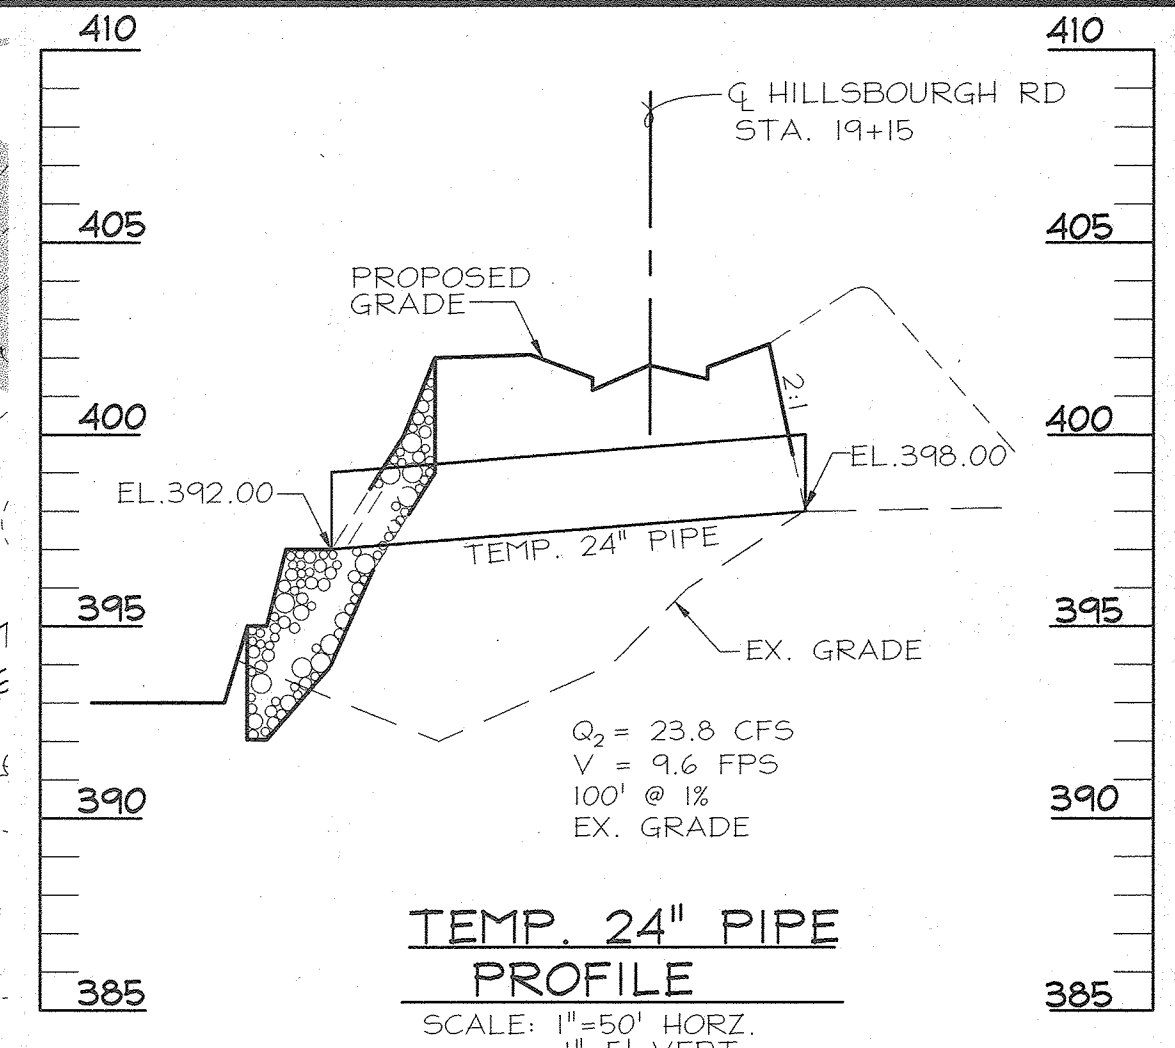 410
410
℄ HILLSBOURGH RD
STA. 19+15
405
405
PROPOSED
GRADE
2:1
400
400
EL.398.00
EL.392.00
TEMP. 24" PIPE
395
395
EX. GRADE
Q₂ = 23.8 CFS
V = 9.6 FPS
100' @ 1%
EX. GRADE
390
390
TEMP. 24" PIPE
PROFILE
385
385
SCALE: 1"=50' HORZ.